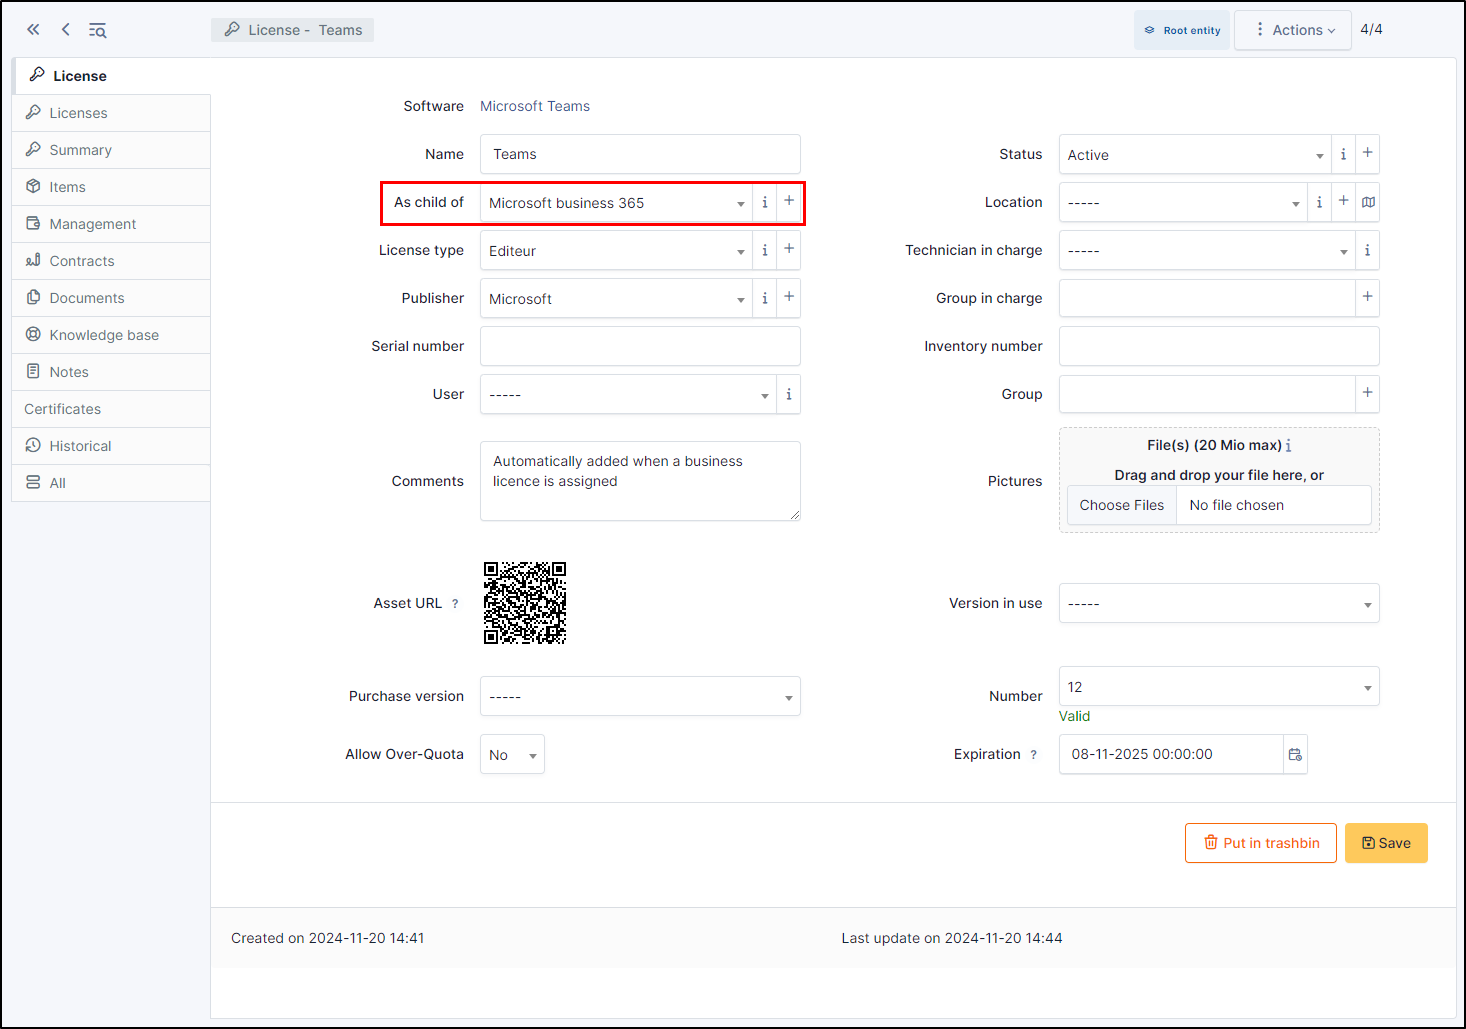 License - Teams
Root entity
Actions
4/4
License
Licenses
Summary
Items
Management
Contracts
Documents
Knowledge base
Notes
Certificates
Historical
All
Software Microsoft Teams
Name Teams
Status Active
As child of Microsoft business 365
Location -----
License type Editeur
Technician in charge -----
Publisher Microsoft
Group in charge
Serial number
Inventory number
User -----
Group
Comments
Automatically added when a business
licence is assigned
Pictures
File(s) (20 Mio max)
Drag and drop your file here, or
Choose Files No file chosen
Asset URL ?
Version in use -----
Purchase version -----
Number 12
Valid
Allow Over-Quota No
Expiration ? 08-11-2025 00:00:00
Put in trashbin
Save
Created on 2024-11-20 14:41
Last update on 2024-11-20 14:44